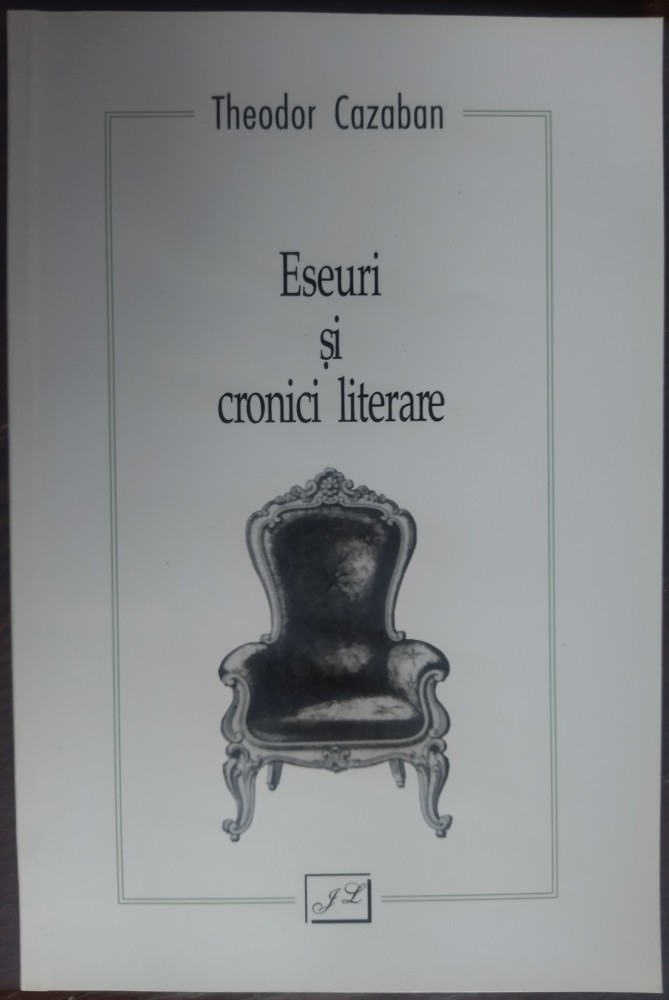 Theodor Cazaban
Eseuri
și
cronici literare
JL